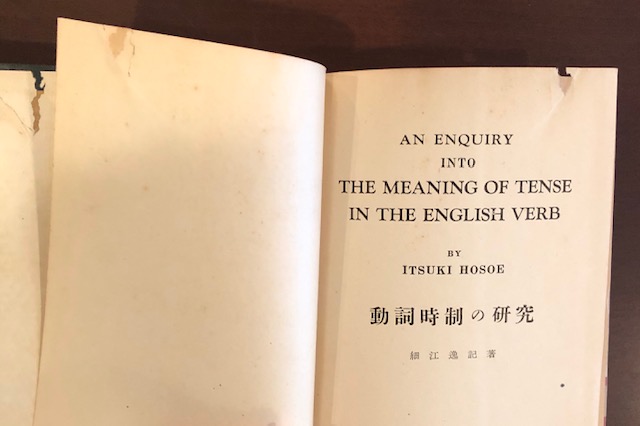 AN ENQUIRY
INTO
THE MEANING OF TENSE
IN THE ENGLISH VERB
BY
ITSUKI HOSOE
動詞時制の研究
細江逸記著